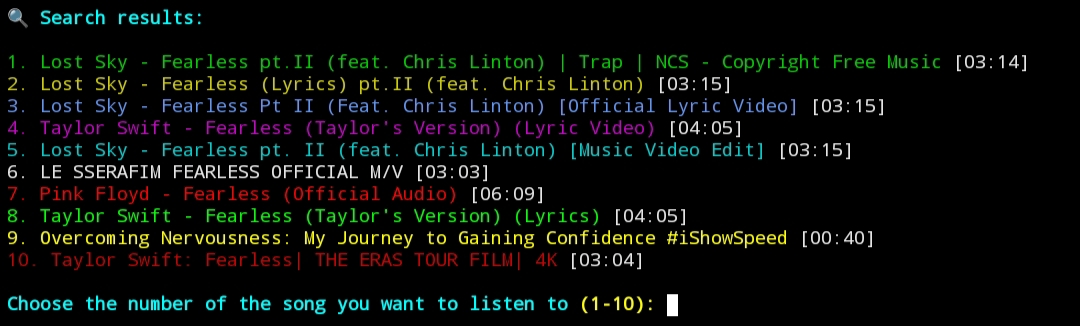 🔍 Search results:
1. Lost Sky - Fearless pt.II (feat. Chris Linton) | Trap | NCS - Copyright Free Music [03:14]
2. Lost Sky - Fearless (Lyrics) pt.II (feat. Chris Linton) [03:15]
3. Lost Sky - Fearless Pt II (Feat. Chris Linton) [Official Lyric Video] [03:15]
4. Taylor Swift - Fearless (Taylor's Version) (Lyric Video) [04:05]
5. Lost Sky - Fearless pt. II (feat. Chris Linton) [Music Video Edit] [03:15]
6. LE SSERAFIM FEARLESS OFFICIAL M/V [03:03]
7. Pink Floyd - Fearless (Official Audio) [06:09]
8. Taylor Swift - Fearless (Taylor's Version) (Lyrics) [04:05]
9. Overcoming Nervousness: My Journey to Gaining Confidence #iShowSpeed [00:40]
10. Taylor Swift: Fearless| THE ERAS TOUR FILM| 4K [03:04]
Choose the number of the song you want to listen to (1-10):